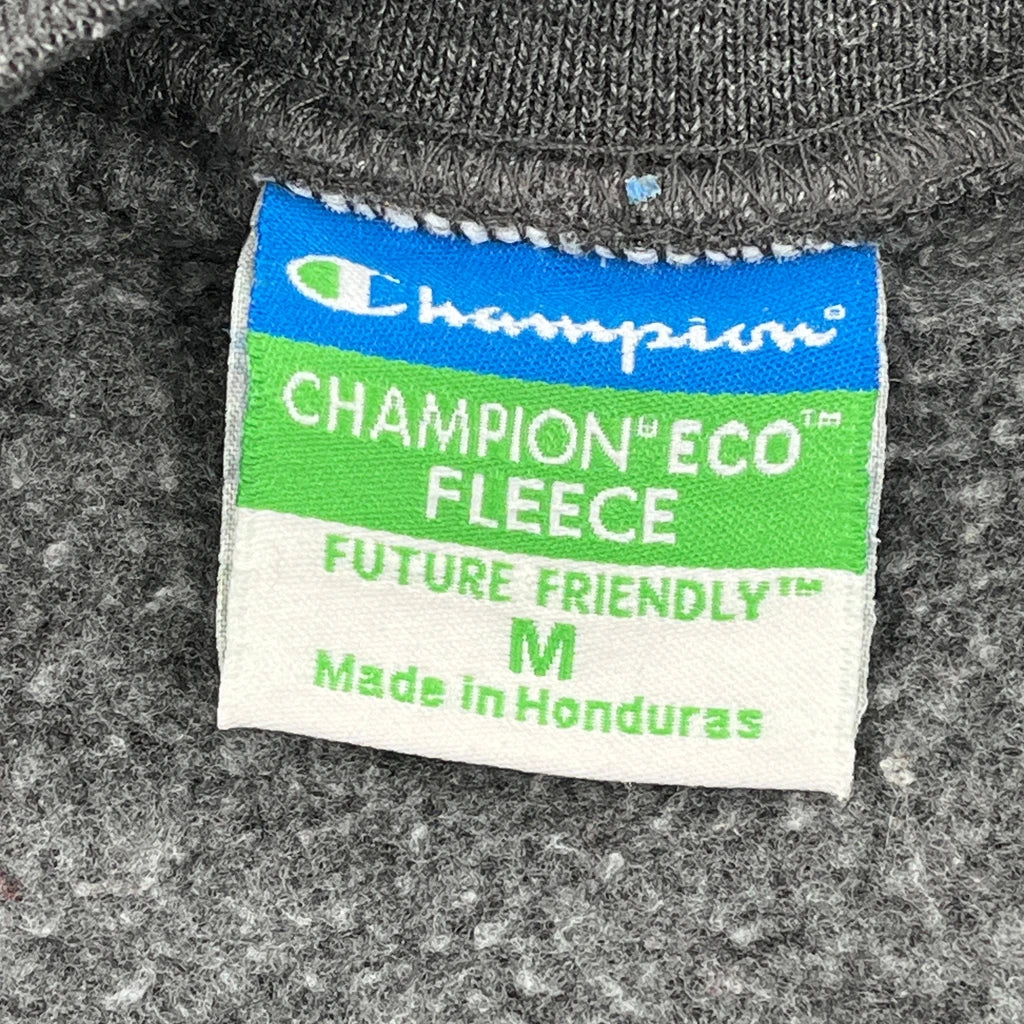 Champion®
CHAMPION® ECO™
FLEECE
FUTURE FRIENDLY™
M
Made in Honduras